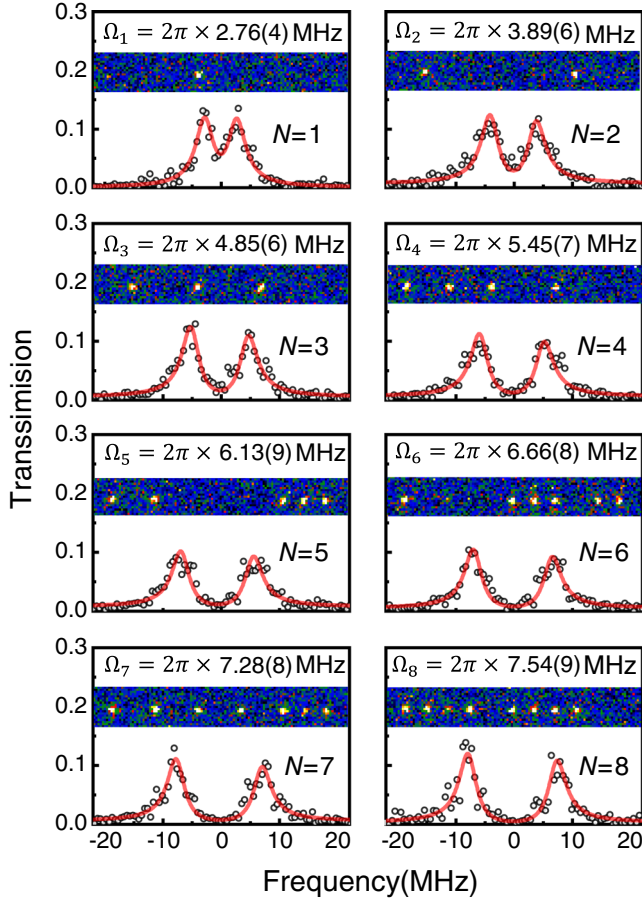 0.3
0.2
0.1
0.0
Ω₁ = 2π × 2.76(4) MHz
N=1
Ω₂ = 2π × 3.89(6) MHz
N=2
0.3
0.2
0.1
0.0
Ω₃ = 2π × 4.85(6) MHz
N=3
Ω₄ = 2π × 5.45(7) MHz
N=4
Transsimision
0.3
0.2
0.1
0.0
Ω₅ = 2π × 6.13(9) MHz
N=5
Ω₆ = 2π × 6.66(8) MHz
N=6
0.3
0.2
0.1
0.0
Ω₇ = 2π × 7.28(8) MHz
N=7
Ω₈ = 2π × 7.54(9) MHz
N=8
-20 -10 0 10 20
-20 -10 0 10 20
Frequency(MHz)